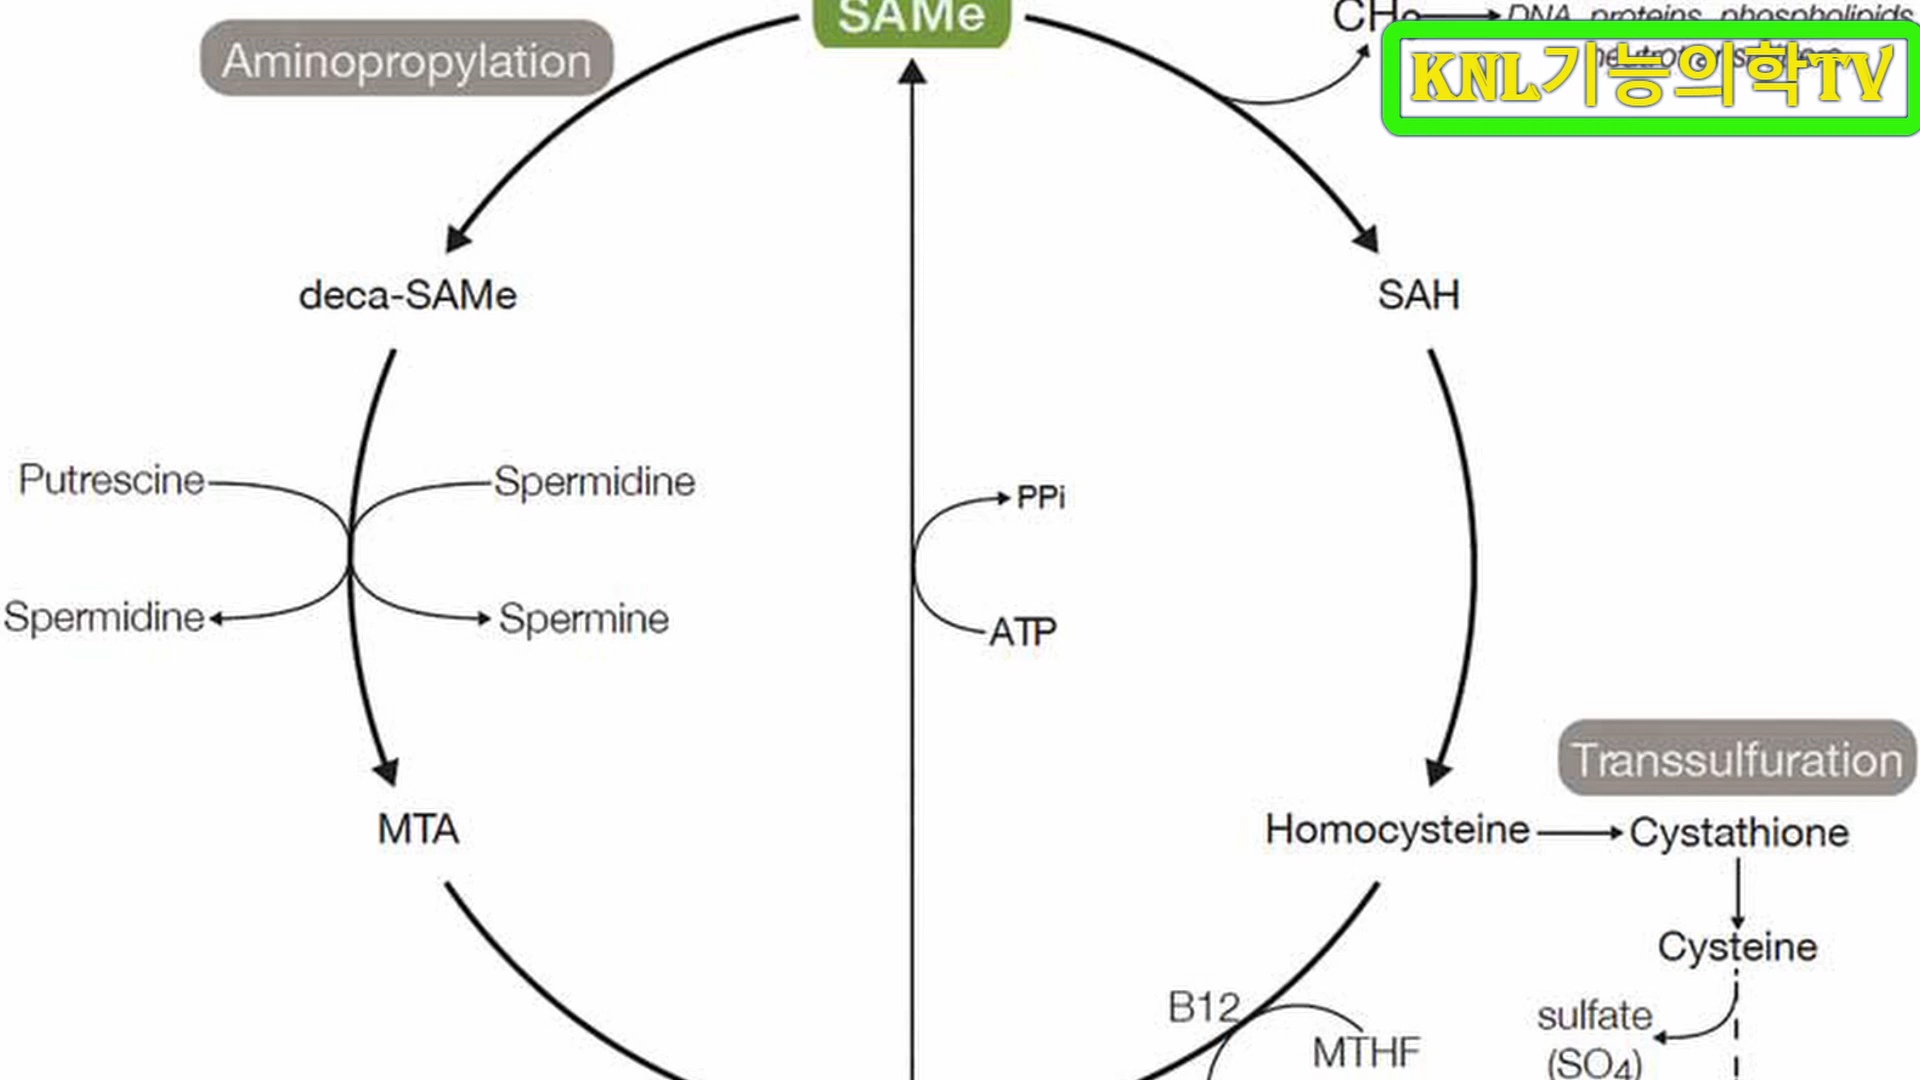 SAMe
CH₃
DNA, proteins, phospholipids,
KNL기능의학TV
Aminopropylation
deca-SAMe
SAH
Putrescine
Spermidine
PPi
Spermidine
Spermine
ATP
Transsulfuration
MTA
Homocysteine
Cystathione
Cysteine
B12
MTHF
sulfate
(SO4)